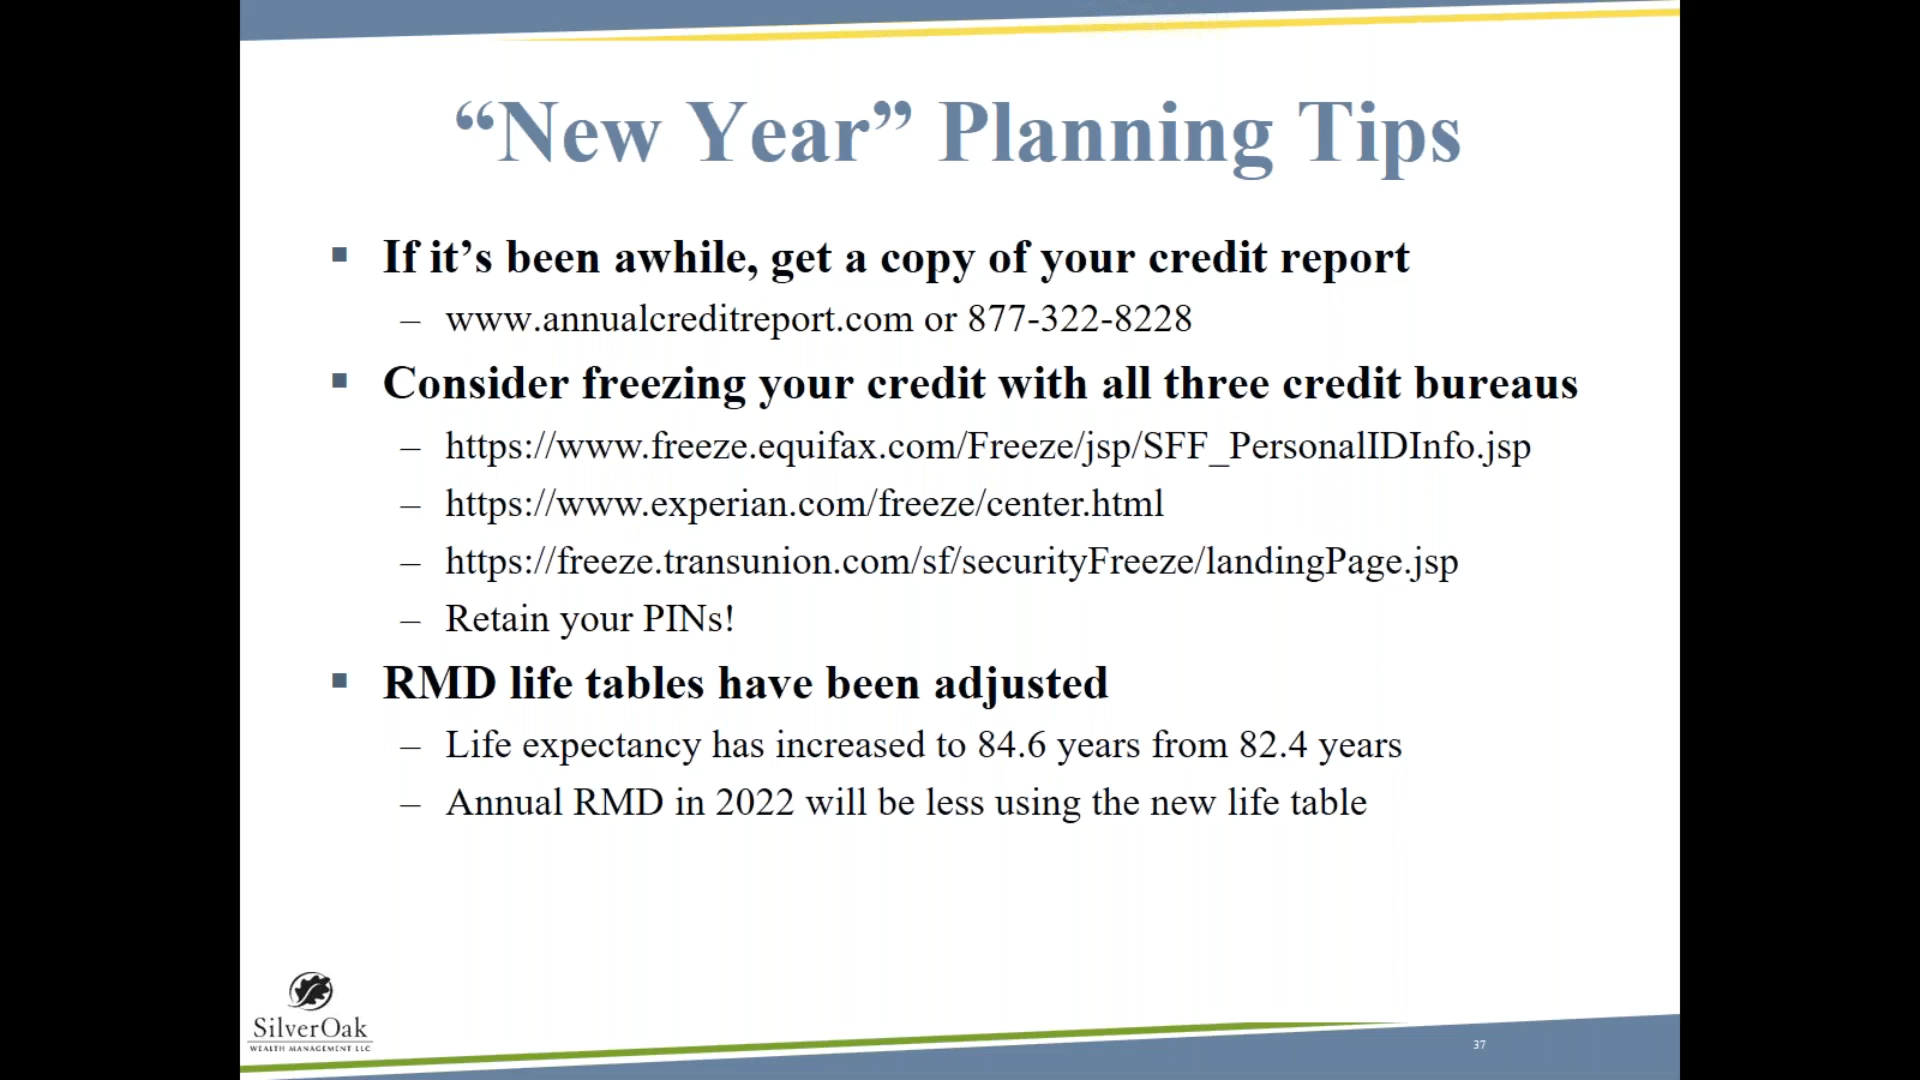 “New Year” Planning Tips
▪ If it’s been awhile, get a copy of your credit report
– www.annualcreditreport.com or 877-322-8228
▪ Consider freezing your credit with all three credit bureaus
– https://www.freeze.equifax.com/Freeze/jsp/SFF_PersonalIDInfo.jsp
– https://www.experian.com/freeze/center.html
– https://freeze.transunion.com/sf/securityFreeze/landingPage.jsp
– Retain your PINs!
▪ RMD life tables have been adjusted
– Life expectancy has increased to 84.6 years from 82.4 years
– Annual RMD in 2022 will be less using the new life table
SilverOak
WEALTH MANAGEMENT LLC
37